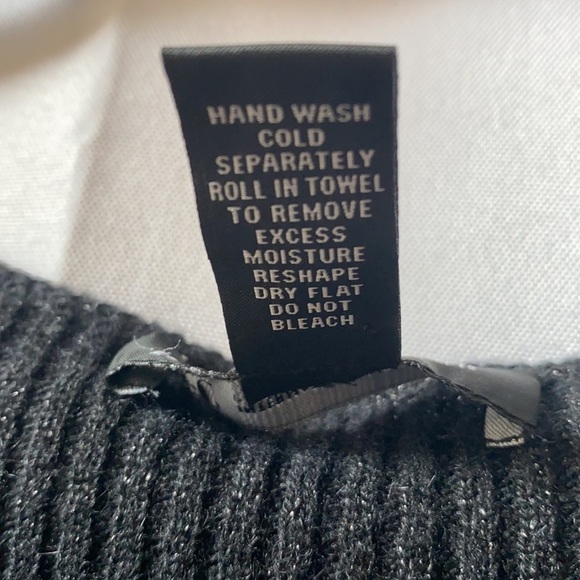 HAND WASH
COLD
SEPARATELY
ROLL IN TOWEL
TO REMOVE
EXCESS
MOISTURE
RESHAPE
DRY FLAT
DO NOT
BLEACH